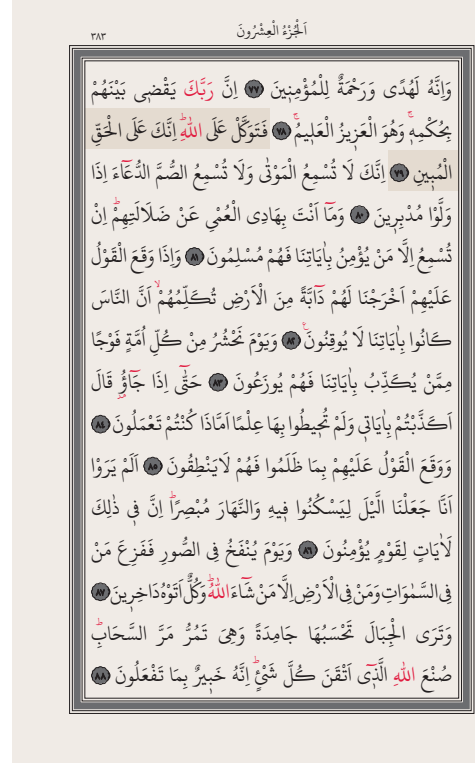 اَلْجُزْءُ الْعِشْرُونَ
٣٨٣
وَاِنَّهُ لَهُدًى وَرَحْمَةٌ لِلْمُؤْمِنٖينَ ﴿٧٧﴾ اِنَّ رَبَّكَ يَقْضٖى بَيْنَهُمْ
بِحُكْمِهٖۚ وَهُوَ الْعَزٖيزُ الْعَلٖيمُۚ ﴿٧٨﴾ فَتَوَكَّلْ عَلَى اللّٰهِۜ اِنَّكَ عَلَى الْحَقِّ
الْمُبٖينِ ﴿٧٩﴾ اِنَّكَ لَا تُسْمِعُ الْمَوْتٰى وَلَا تُسْمِعُ الصُّمَّ الدُّعَٓاءَ اِذَا
وَلَّوْا مُدْبِرٖينَ ﴿٨٠﴾ وَمَٓا اَنْتَ بِهَادِى الْعُمْىِ عَنْ ضَلَالَتِهِمْۜ اِنْ
تُسْمِعُ اِلَّا مَنْ يُؤْمِنُ بِاٰيَاتِنَا فَهُمْ مُسْلِمُونَ ﴿٨١﴾ وَاِذَا وَقَعَ الْقَوْلُ
عَلَيْهِمْ اَخْرَجْنَا لَهُمْ دَٓابَّةً مِنَ الْاَرْضِ تُكَلِّمُهُمْۙ اَنَّ النَّاسَ
كَانُوا بِاٰيَاتِنَا لَا يُوقِنُونَۚ ﴿٨٢﴾ وَيَوْمَ نَحْشُرُ مِنْ كُلِّ اُمَّةٍ فَوْجًا
مِمَّنْ يُكَذِّبُ بِاٰيَاتِنَا فَهُمْ يُوزَعُونَ ﴿٨٣﴾ حَتّٰٓى اِذَا جَٓاؤُ۫ قَالَ
اَكَذَّبْتُمْ بِاٰيَاتٖى وَلَمْ تُحٖيطُوا بِهَا عِلْمًا اَمَّاذَا كُنْتُمْ تَعْمَلُونَ ﴿٨٤﴾
وَوَقَعَ الْقَوْلُ عَلَيْهِمْ بِمَا ظَلَمُوا فَهُمْ لَا يَنْطِقُونَ ﴿٨٥﴾ اَلَمْ يَرَوْا
اَنَّا جَعَلْنَا الَّيْلَ لِيَسْكُنُوا فٖيهِ وَالنَّهَارَ مُبْصِرًاۜ اِنَّ فٖى ذٰلِكَ
لَاٰيَاتٍ لِقَوْمٍ يُؤْمِنُونَ ﴿٨٦﴾ وَيَوْمَ يُنْفَخُ فِى الصُّورِ فَفَزِعَ مَنْ
فِى السَّمٰوَاتِ وَمَنْ فِى الْاَرْضِ اِلَّا مَنْ شَٓاءَ اللّٰهُۜ وَكُلٌّ اَتَوْهُ دَاخِرٖينَ ﴿٨٧﴾
وَتَرَى الْجِبَالَ تَحْسَبُهَا جَامِدَةً وَهِىَ تَمُرُّ مَرَّ السَّحَابِۜ
صُنْعَ اللّٰهِ الَّذٖٓى اَتْقَنَ كُلَّ شَىْءٍۜ اِنَّهُ خَبٖيرٌ بِمَا تَفْعَلُونَ ﴿٨٨﴾